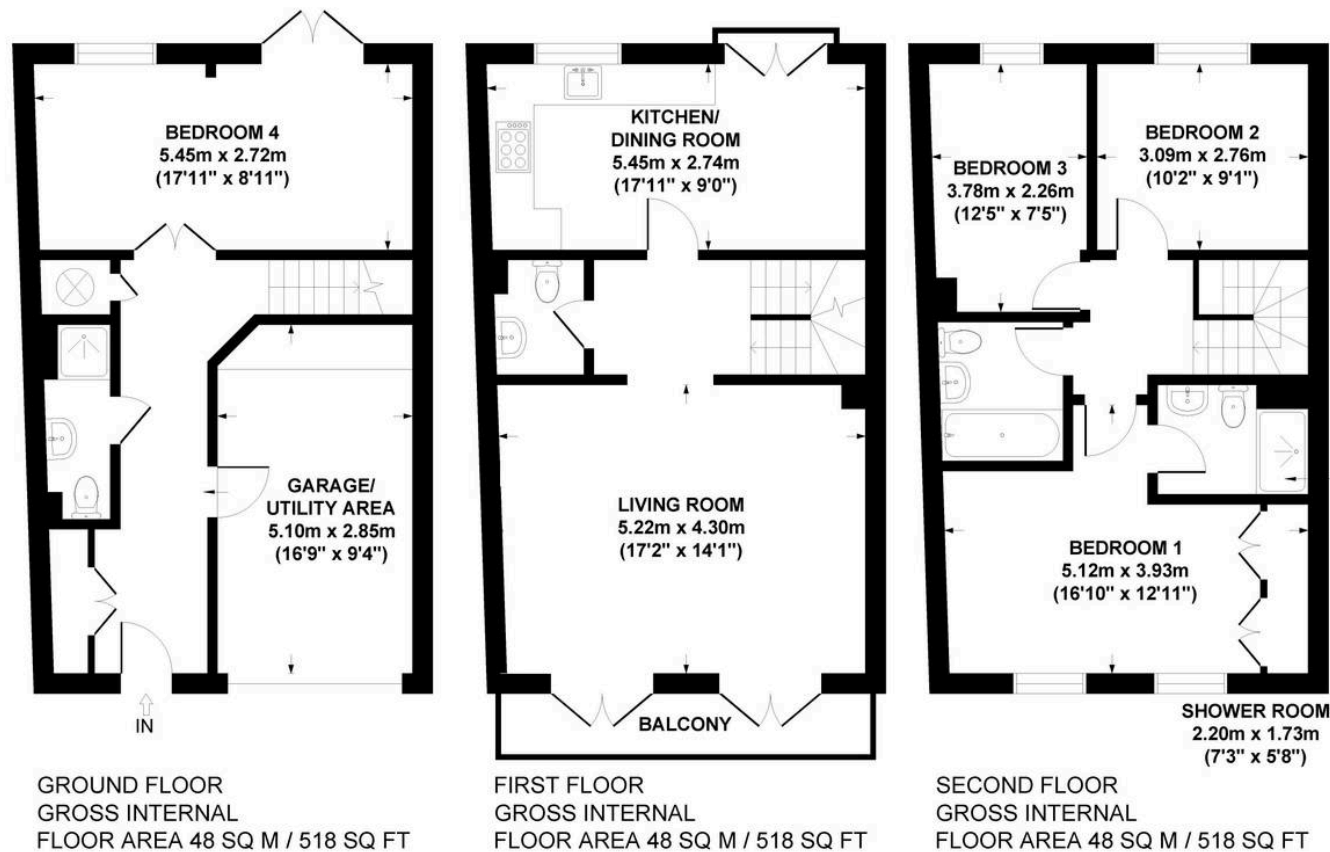 BEDROOM 4
5.45m x 2.72m
(17'11" x 8'11")
GARAGE/
UTILITY AREA
5.10m x 2.85m
(16'9" x 9'4")
IN
GROUND FLOOR
GROSS INTERNAL
FLOOR AREA 48 SQ M / 518 SQ FT
KITCHEN/
DINING ROOM
5.45m x 2.74m
(17'11" x 9'0")
LIVING ROOM
5.22m x 4.30m
(17'2" x 14'1")
BALCONY
FIRST FLOOR
GROSS INTERNAL
FLOOR AREA 48 SQ M / 518 SQ FT
BEDROOM 3
3.78m x 2.26m
(12'5" x 7'5")
BEDROOM 2
3.09m x 2.76m
(10'2" x 9'1")
BEDROOM 1
5.12m x 3.93m
(16'10" x 12'11")
SHOWER ROOM
2.20m x 1.73m
(7'3" x 5'8")
SECOND FLOOR
GROSS INTERNAL
FLOOR AREA 48 SQ M / 518 SQ FT